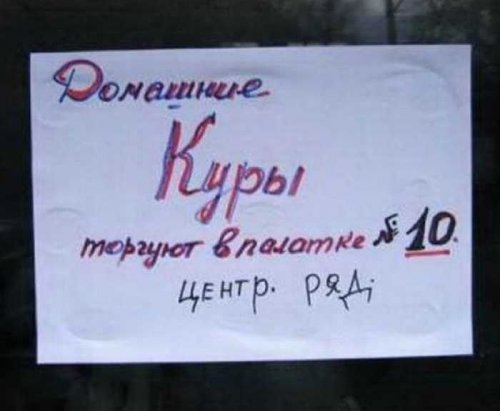 Домашние
Куры
торгуют в палатке № 10.
центр. ряд.